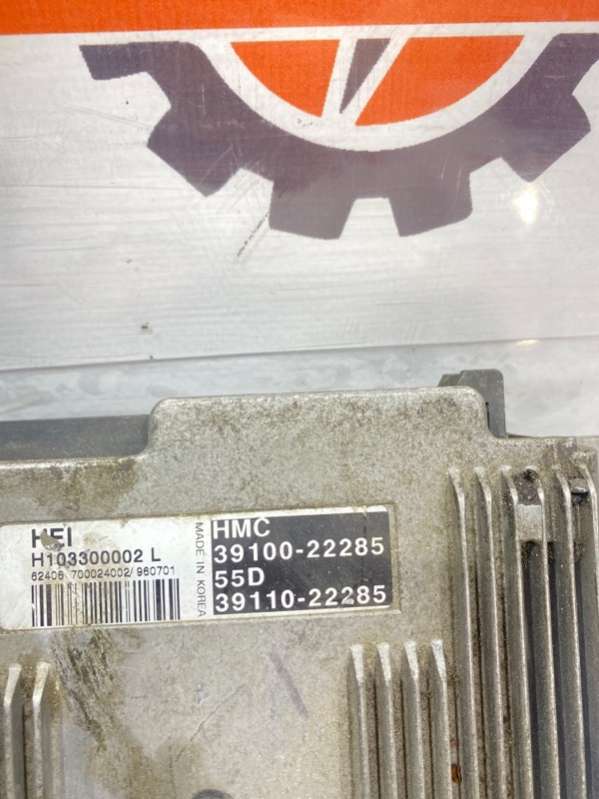 HEI
H103300002 L
62406 700024002/960701
MADE IN KOREA
HMC
39100-22285
55D
39110-22285